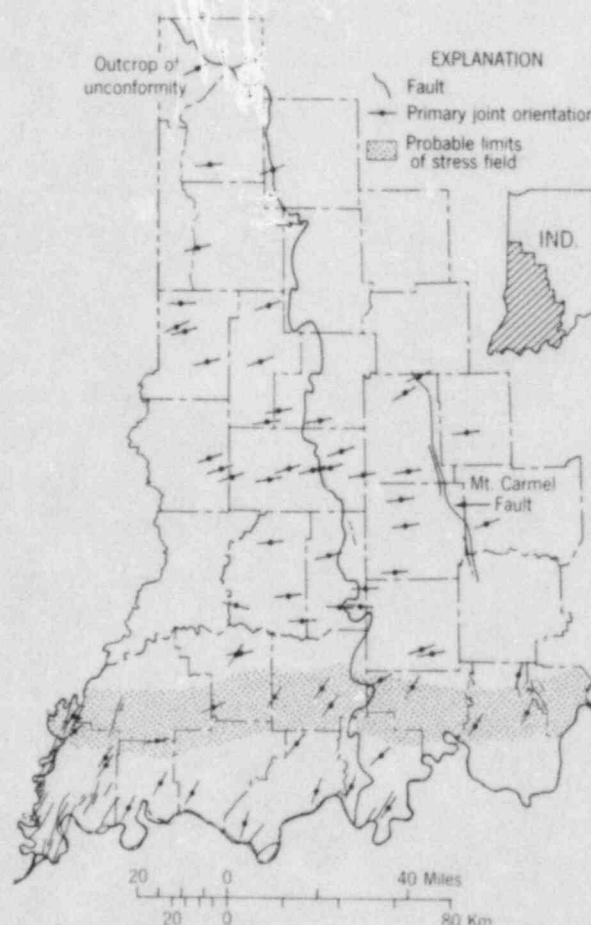 Outcrop of
unconformity
EXPLANATION
Fault
Primary joint orientation
Probable limits
of stress field
IND.
Mt. Carmel
Fault
20 0 40 Miles
20 0 80 Km